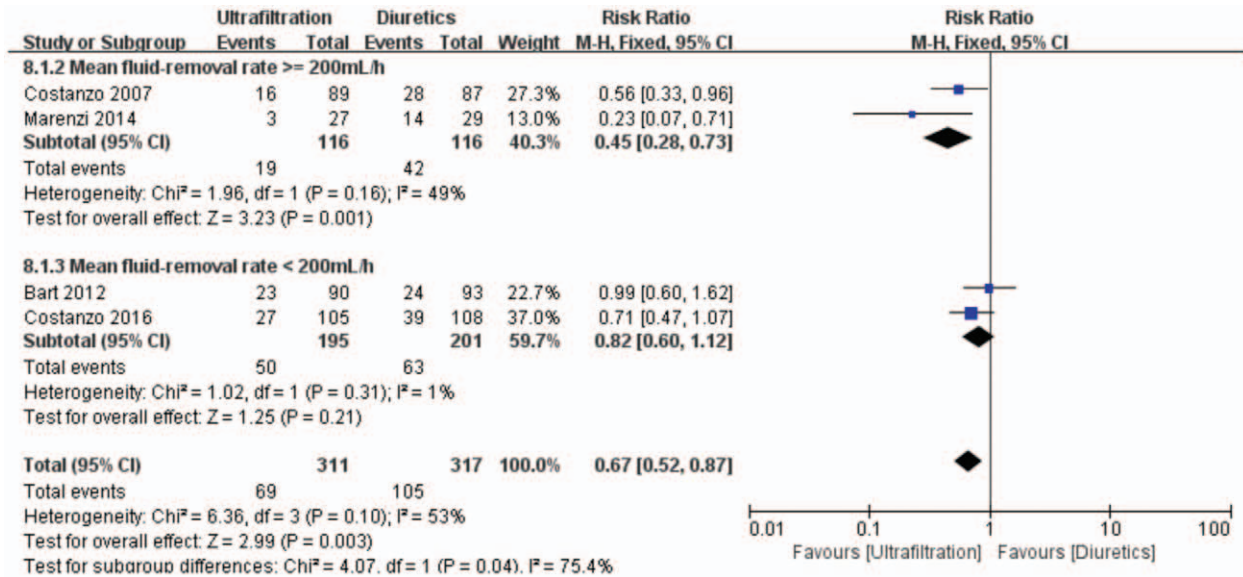 Ultrafiltration Diuretics Risk Ratio Risk Ratio
Study or Subgroup Events Total Events Total Weight M-H, Fixed, 95% CI M-H, Fixed, 95% CI
8.1.2 Mean fluid-removal rate >= 200mL/h
Costanzo 2007 16 89 28 87 27.3% 0.56 [0.33, 0.96]
Marenzi 2014 3 27 14 29 13.0% 0.23 [0.07, 0.71]
Subtotal (95% CI) 116 116 40.3% 0.45 [0.28, 0.73]
Total events 19 42
Heterogeneity: Chi² = 1.96, df = 1 (P = 0.16); I² = 49%
Test for overall effect: Z = 3.23 (P = 0.001)
8.1.3 Mean fluid-removal rate < 200mL/h
Bart 2012 23 90 24 93 22.7% 0.99 [0.60, 1.62]
Costanzo 2016 27 105 39 108 37.0% 0.71 [0.47, 1.07]
Subtotal (95% CI) 195 201 59.7% 0.82 [0.60, 1.12]
Total events 50 63
Heterogeneity: Chi² = 1.02, df = 1 (P = 0.31); I² = 1%
Test for overall effect: Z = 1.25 (P = 0.21)
Total (95% CI) 311 317 100.0% 0.67 [0.52, 0.87]
Total events 69 105
Heterogeneity: Chi² = 6.36, df = 3 (P = 0.10); I² = 53%
Test for overall effect: Z = 2.99 (P = 0.003)
Test for subgroup differences: Chi² = 4.07, df = 1 (P = 0.04), I² = 75.4%
0.01 0.1 1 10 100
Favours [Ultrafiltration] Favours [Diuretics]